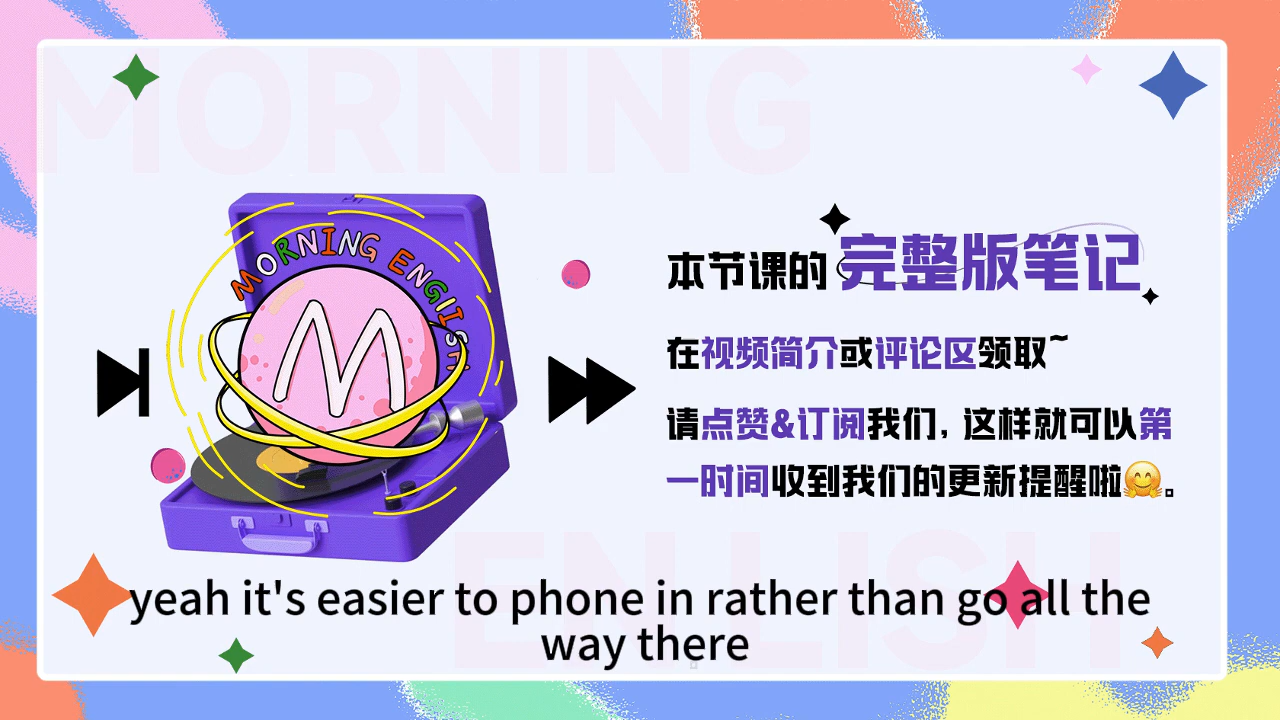 MORNING
MORNING ENGLISH
M
本节课的完整版笔记
在视频简介或评论区领取~
请点赞&订阅我们，这样就可以第
一时间收到我们的更新提醒啦🤗。
yeah it's easier to phone in rather than go all the
way there